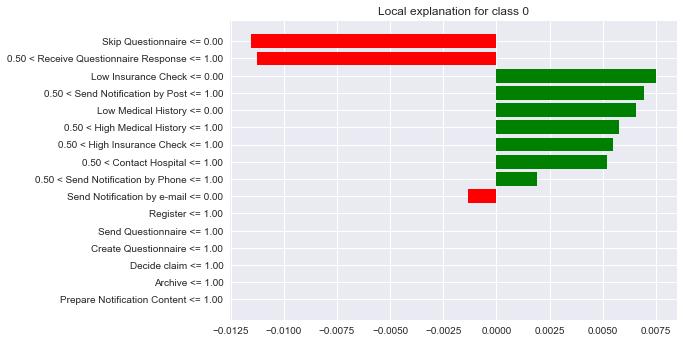 Local explanation for class 0
Skip Questionnaire <= 0.00
0.50 < Receive Questionnaire Response <= 1.00
Low Insurance Check <= 0.00
0.50 < Send Notification by Post <= 1.00
Low Medical History <= 0.00
0.50 < High Medical History <= 1.00
0.50 < High Insurance Check <= 1.00
0.50 < Contact Hospital <= 1.00
0.50 < Send Notification by Phone <= 1.00
Send Notification by e-mail <= 0.00
Register <= 1.00
Send Questionnaire <= 1.00
Create Questionnaire <= 1.00
Decide claim <= 1.00
Archive <= 1.00
Prepare Notification Content <= 1.00
−0.0125 −0.0100 −0.0075 −0.0050 −0.0025 0.0000 0.0025 0.0050 0.0075